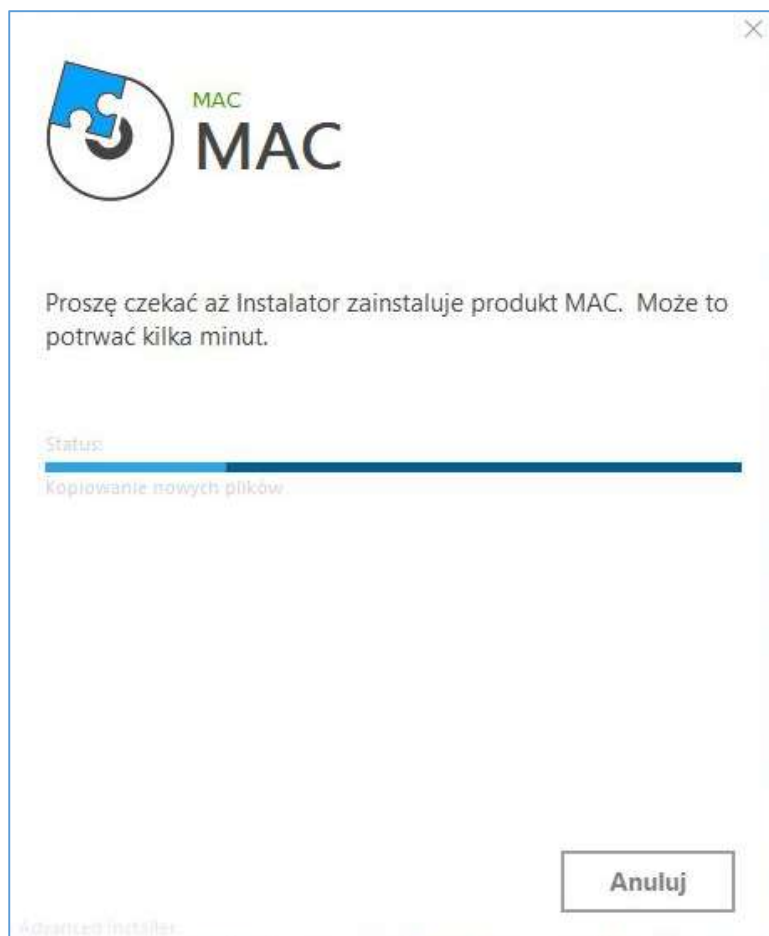 MAC
MAC
Proszę czekać aż Instalator zainstaluje produkt MAC. Może to
potrwać kilka minut.
Status:
Kopiowanie nowych plików
Anuluj
Advanced Installer